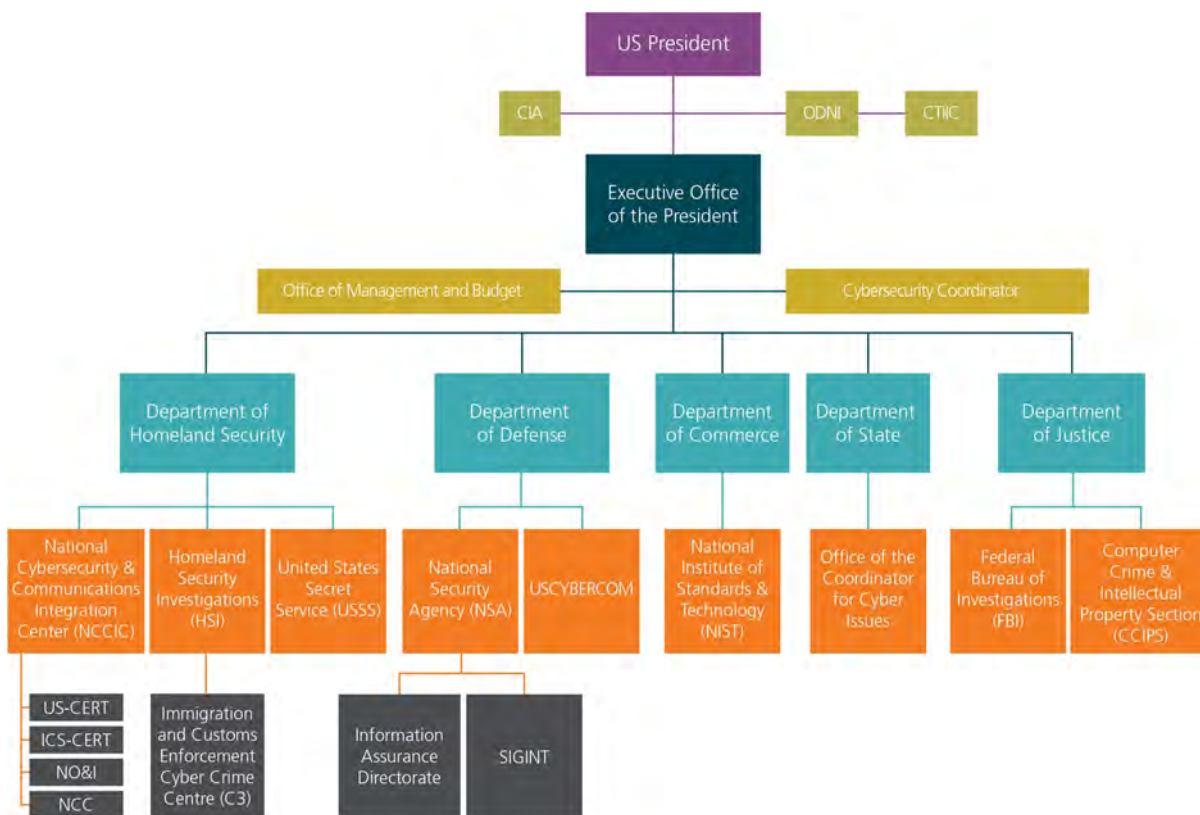 US President
CIA
ODNI
CTIIC
Executive Office
of the President
Office of Management and Budget
Cybersecurity Coordinator
Department of
Homeland Security
Department
of Defense
Department
of Commerce
Department
of State
Department
of Justice
National
Cybersecurity &
Communications
Integration
Center (NCCIC)
Homeland
Security
Investigations
(HSI)
United States
Secret
Service (USSS)
National
Security
Agency (NSA)
USCYBERCOM
National
Institute of
Standards &
Technology
(NIST)
Office of the
Coordinator
for Cyber
Issues
Federal
Bureau of
Investigations
(FBI)
Computer
Crime &
Intellectual
Property Section
(CCIPS)
US-CERT
ICS-CERT
NO&I
NCC
Immigration
and Customs
Enforcement
Cyber Crime
Centre (C3)
Information
Assurance
Directorate
SIGINT